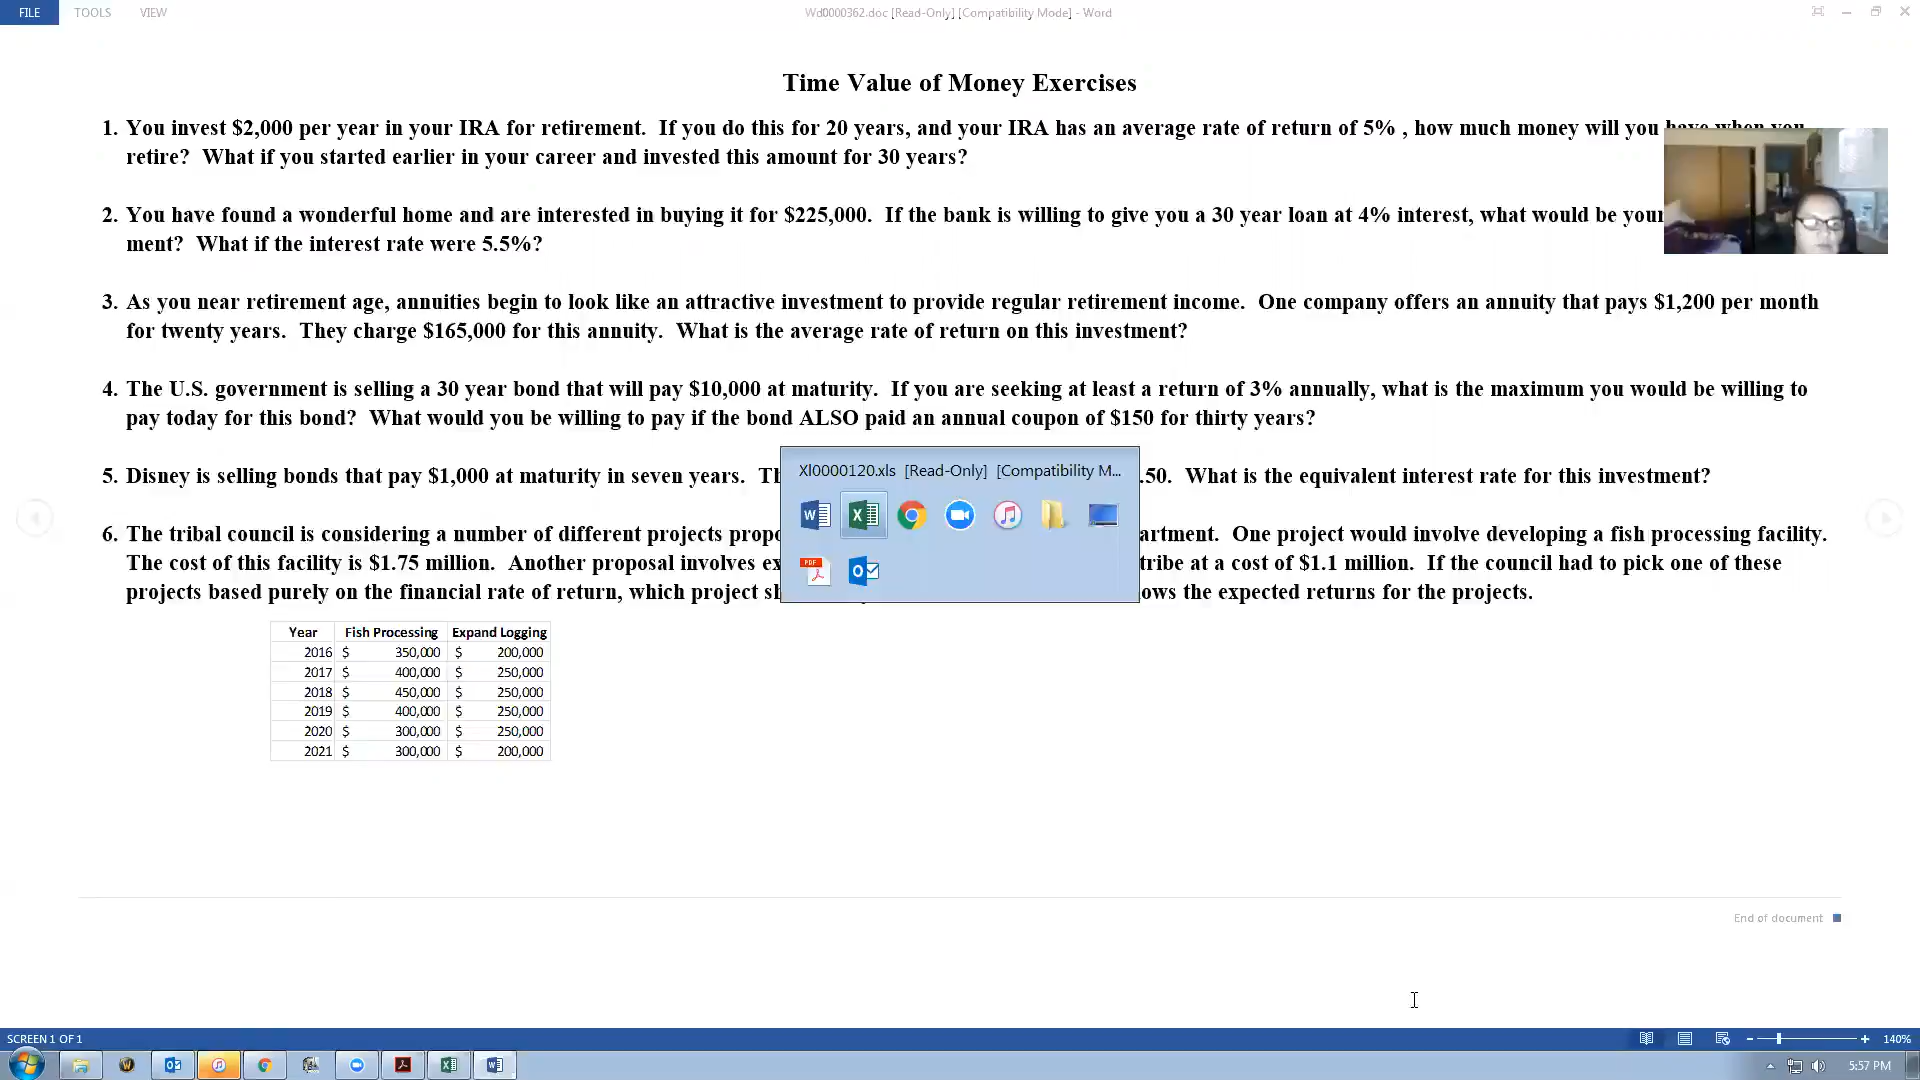 FILE TOOLS VIEW Wd0000362.doc [Read-Only] [Compatibility Mode] - Word
Time Value of Money Exercises
1. You invest $2,000 per year in your IRA for retirement. If you do this for 20 years, and your IRA has an average rate of return of 5% , how much money will you have when you
retire? What if you started earlier in your career and invested this amount for 30 years?
2. You have found a wonderful home and are interested in buying it for $225,000. If the bank is willing to give you a 30 year loan at 4% interest, what would be your
ment? What if the interest rate were 5.5%?
3. As you near retirement age, annuities begin to look like an attractive investment to provide regular retirement income. One company offers an annuity that pays $1,200 per month
for twenty years. They charge $165,000 for this annuity. What is the average rate of return on this investment?
4. The U.S. government is selling a 30 year bond that will pay $10,000 at maturity. If you are seeking at least a return of 3% annually, what is the maximum you would be willing to
pay today for this bond? What would you be willing to pay if the bond ALSO paid an annual coupon of $150 for thirty years?
Xl0000120.xls [Read-Only] [Compatibility M...
5. Disney is selling bonds that pay $1,000 at maturity in seven years. Th .50. What is the equivalent interest rate for this investment?
6. The tribal council is considering a number of different projects propo artment. One project would involve developing a fish processing facility.
The cost of this facility is $1.75 million. Another proposal involves ex tribe at a cost of $1.1 million. If the council had to pick one of these
projects based purely on the financial rate of return, which project sh ows the expected returns for the projects.
Year Fish Processing Expand Logging
2016 $ 350,000 $ 200,000
2017 $ 400,000 $ 250,000
2018 $ 450,000 $ 250,000
2019 $ 400,000 $ 250,000
2020 $ 300,000 $ 250,000
2021 $ 300,000 $ 200,000
End of document
SCREEN 1 OF 1 140%
5:57 PM